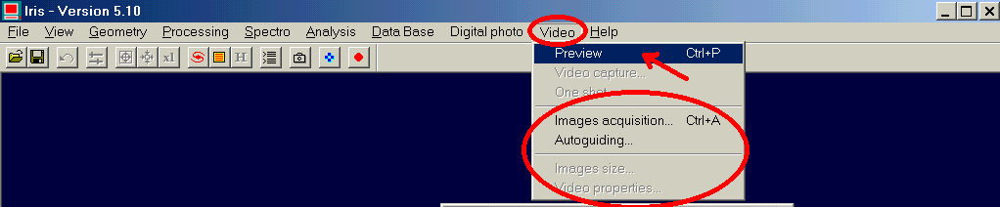 Iris - Version 5.10
File View Geometry Processing Spectro Analysis Data Base Digital photo Video Help
x1 H
Preview Ctrl+P
Video capture...
One shot...
Images acquisition... Ctrl+A
Autoguiding...
Images size...
Video properties...